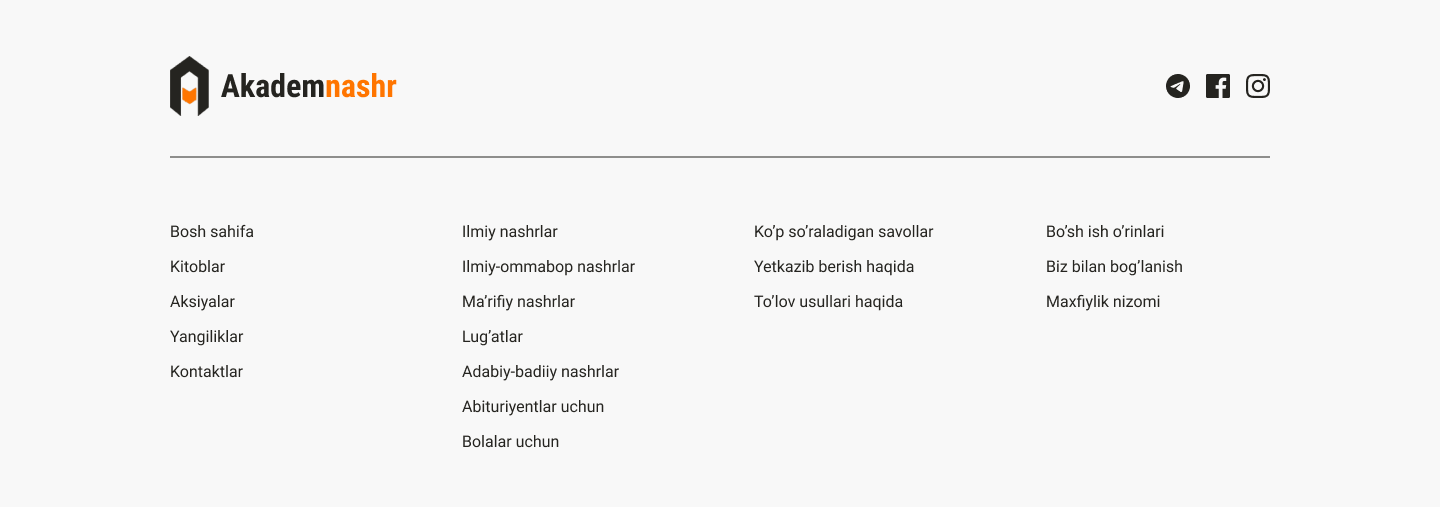 Akademnashr
Bosh sahifa
Kitoblar
Aksiyalar
Yangiliklar
Kontaktlar
Ilmiy nashrlar
Ilmiy-ommabop nashrlar
Ma’rifiy nashrlar
Lug’atlar
Adabiy-badiiy nashrlar
Abituriyentlar uchun
Bolalar uchun
Ko’p so’raladigan savollar
Yetkazib berish haqida
To’lov usullari haqida
Bo’sh ish o’rinlari
Biz bilan bog’lanish
Maxfiylik nizomi